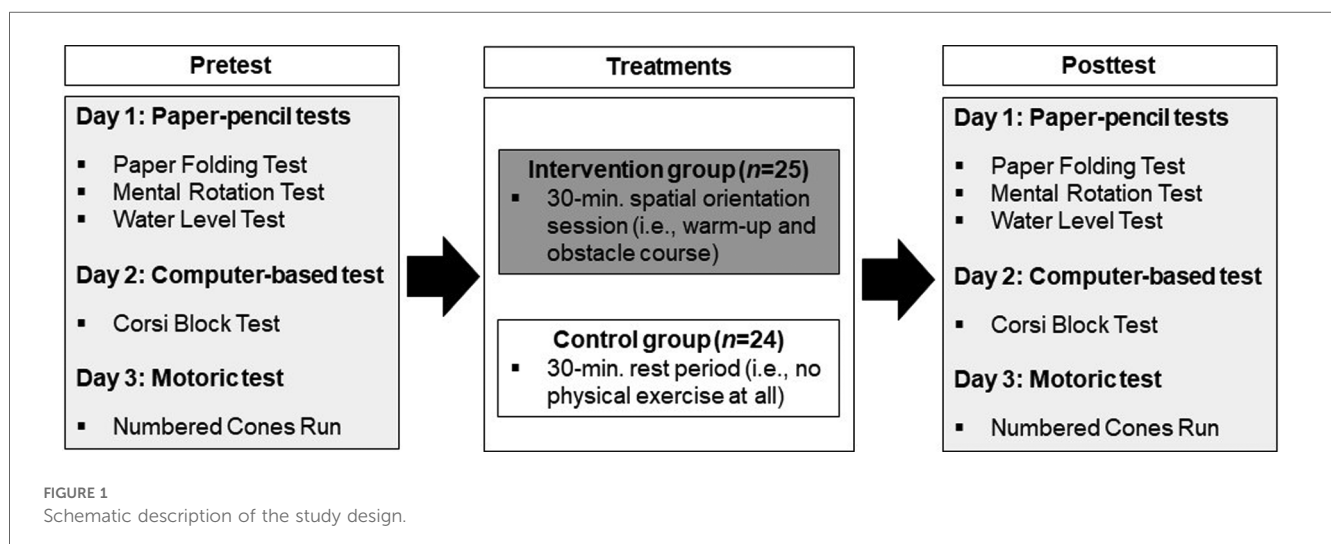 Pretest
Day 1: Paper-pencil tests
▪ Paper Folding Test
▪ Mental Rotation Test
▪ Water Level Test
Day 2: Computer-based test
▪ Corsi Block Test
Day 3: Motoric test
▪ Numbered Cones Run
Treatments
Intervention group (n=25)
▪ 30-min. spatial orientation
session (i.e., warm-up and
obstacle course)
Control group (n=24)
▪ 30-min. rest period (i.e., no
physical exercise at all)
Posttest
Day 1: Paper-pencil tests
▪ Paper Folding Test
▪ Mental Rotation Test
▪ Water Level Test
Day 2: Computer-based test
▪ Corsi Block Test
Day 3: Motoric test
▪ Numbered Cones Run
FIGURE 1
Schematic description of the study design.